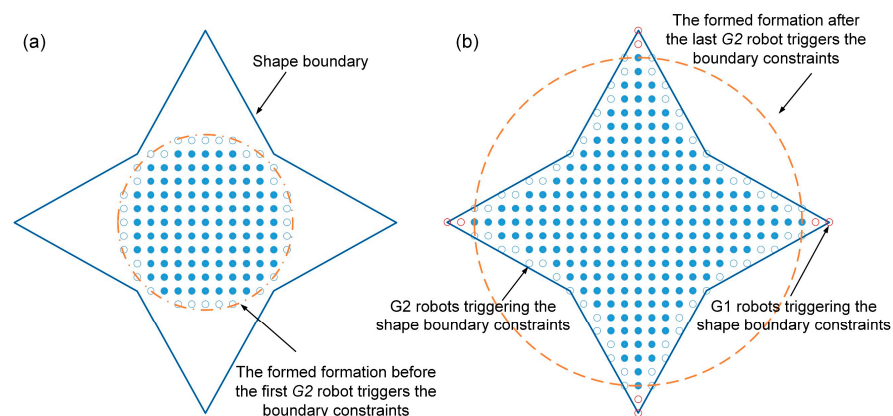 (a)
Shape boundary
The formed formation before
the first G2 robot triggers the
boundary constraints
(b)
The formed formation after
the last G2 robot triggers the
boundary constraints
G2 robots triggering the
shape boundary constraints
G1 robots triggering the
shape boundary constraints